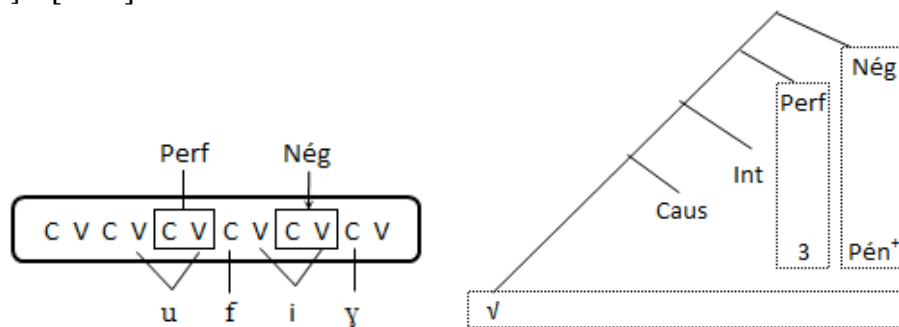 Perf Nég
C V C V C V C V C V C V
u f i ɣ
Nég
Perf
Int
Caus
3 Pén⁺
√